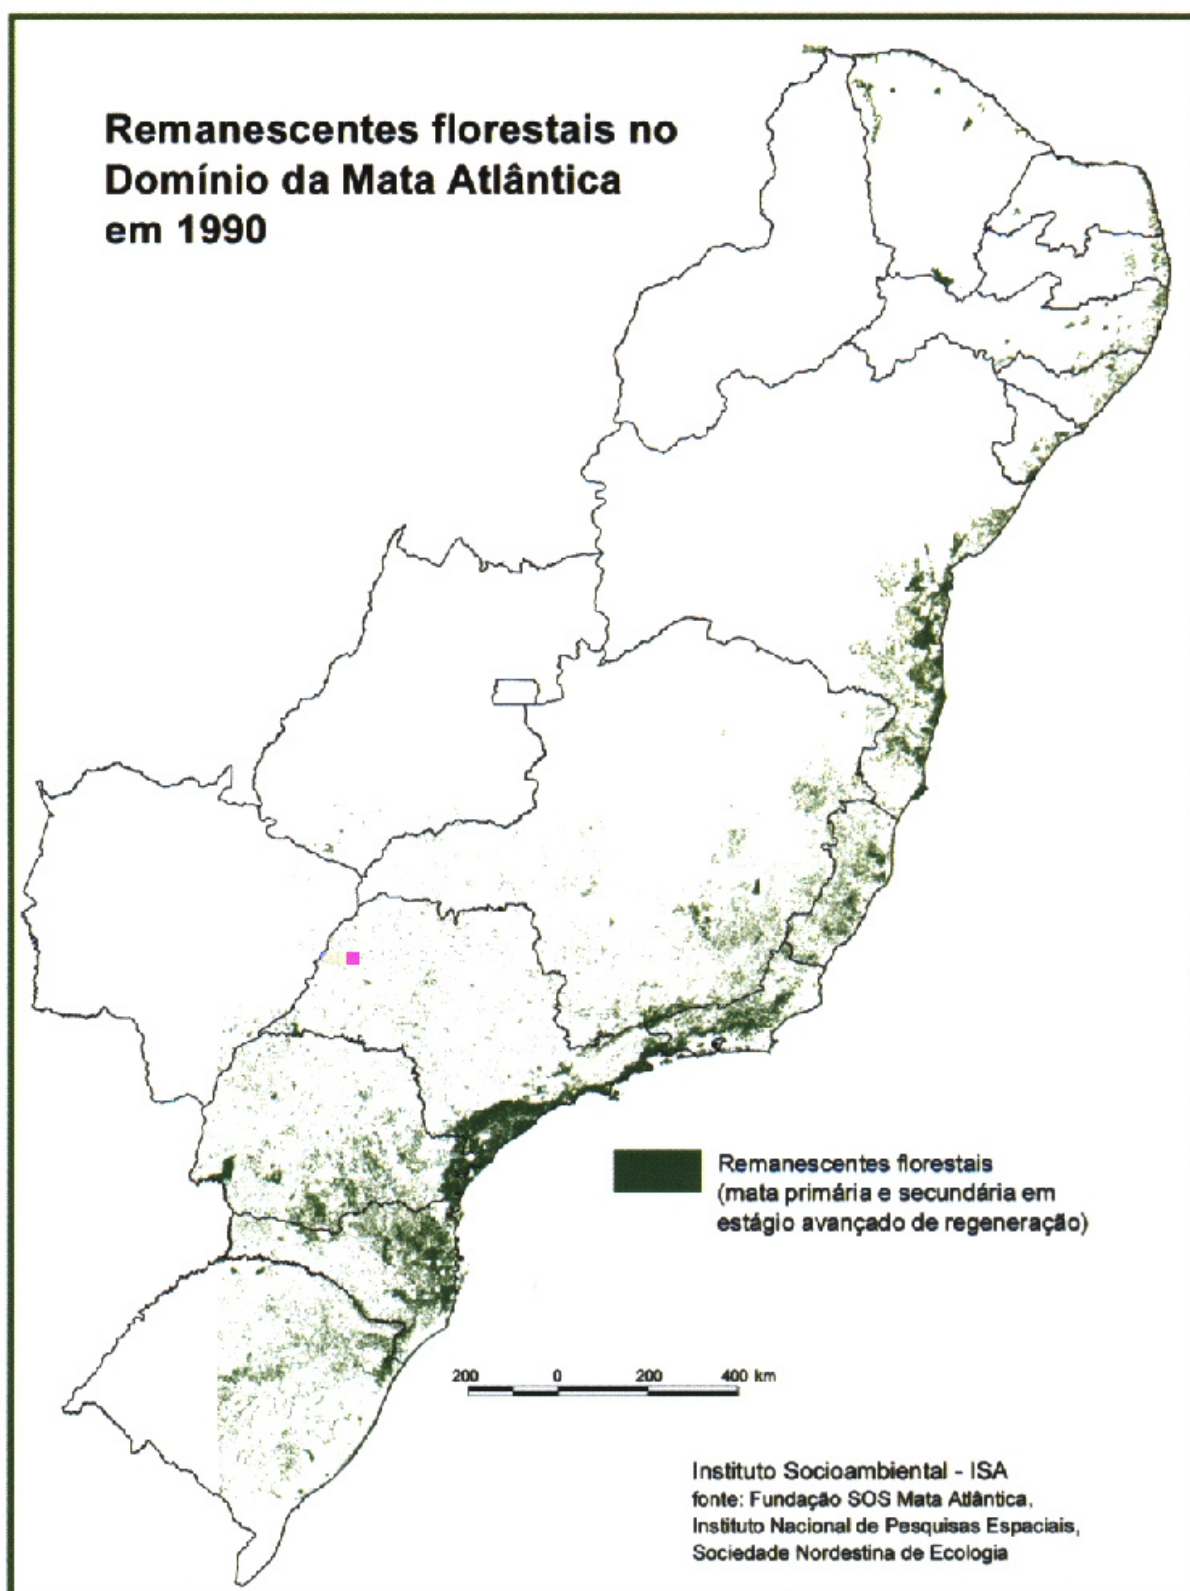 Remanescentes florestais no
Domínio da Mata Atlântica
em 1990
Remanescentes florestais
(mata primária e secundária em
estágio avançado de regeneração)
200 0 200 400 km
Instituto Socioambiental - ISA
fonte: Fundação SOS Mata Atlântica,
Instituto Nacional de Pesquisas Espaciais,
Sociedade Nordestina de Ecologia